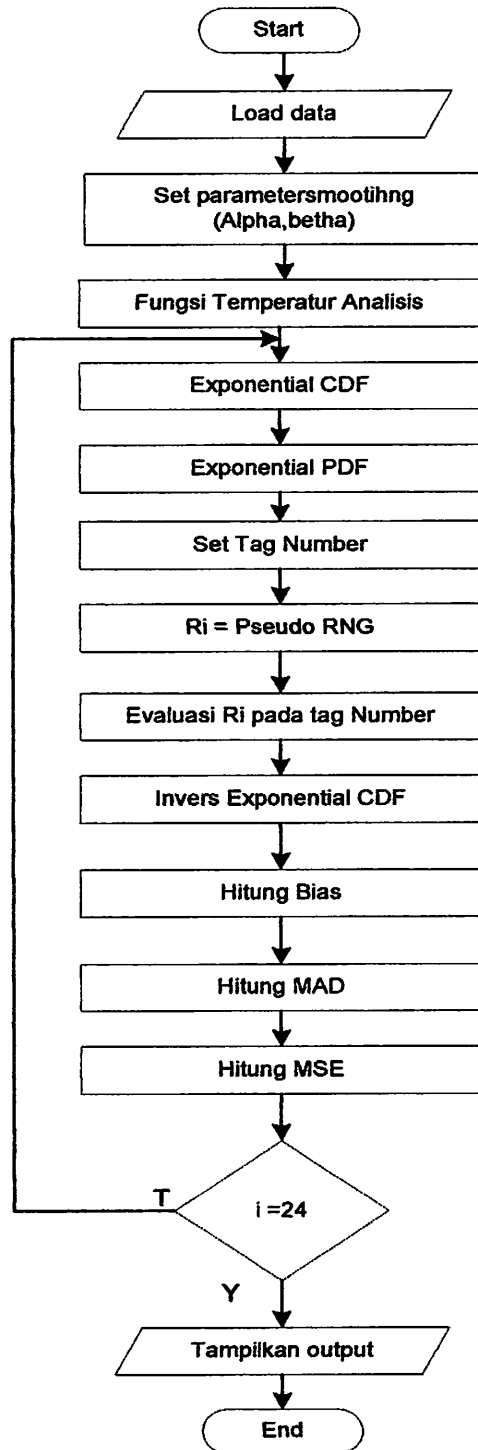 Start
Load data
Set parametersmootihng
(Alpha,betha)
Fungsi Temperatur Analisis
Exponential CDF
Exponential PDF
Set Tag Number
Ri = Pseudo RNG
Evaluasi Ri pada tag Number
Invers Exponential CDF
Hitung Bias
Hitung MAD
Hitung MSE
T
i =24
Y
Tampilkan output
End